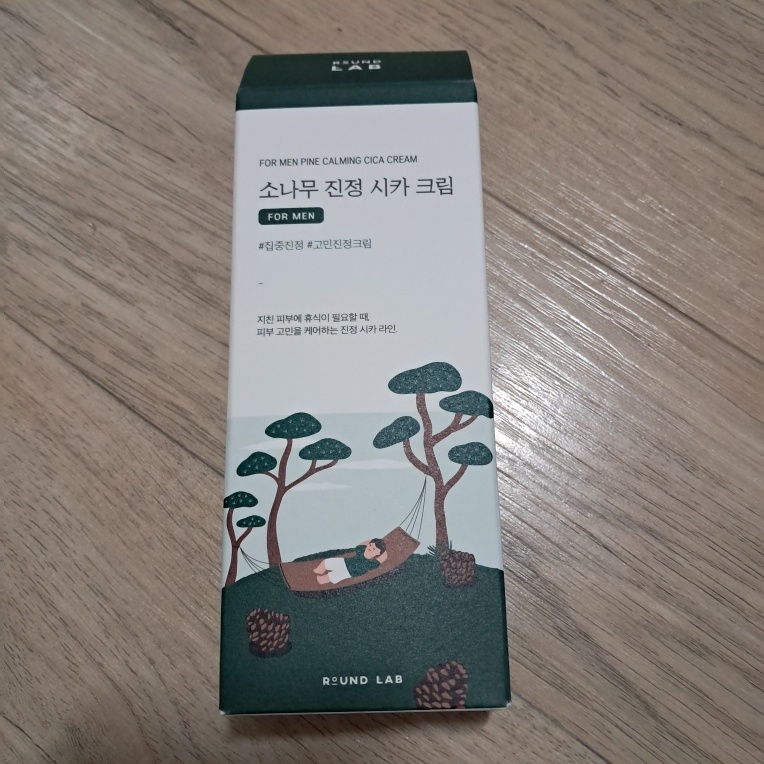 ROUND
LAB
FOR MEN PINE CALMING CICA CREAM
소나무 진정 시카 크림
FOR MEN
#집중진정 #고민진정크림
-
지친 피부에 휴식이 필요할 때,
피부 고민을 케어하는 진정 시카 라인.
ROUND LAB